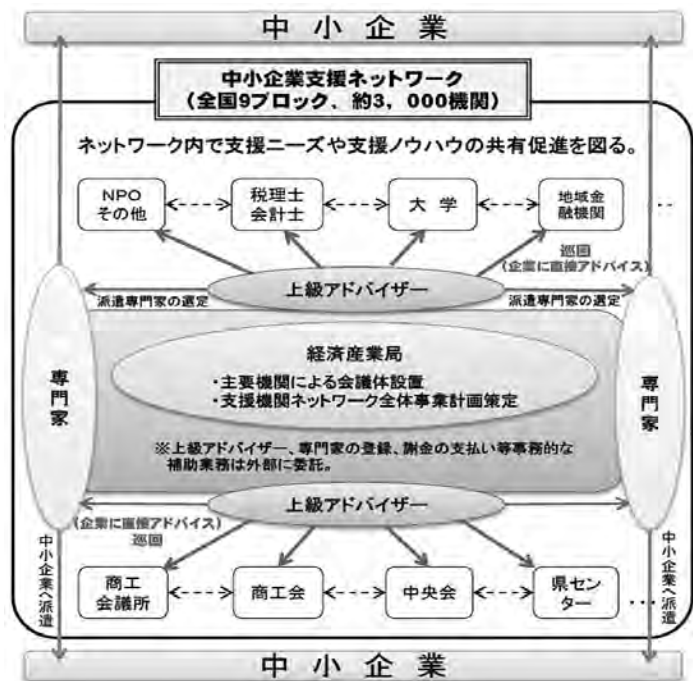 中小企業
中小企業支援ネットワーク
(全国9ブロック、約3,000機関)
ネットワーク内で支援ニーズや支援ノウハウの共有促進を図る。
NPO
その他
税理士
会計士
大学
地域金
融機関
…
巡回
(企業に直接アドバイス)
上級アドバイザー
派遣専門家の選定
派遣専門家の選定
専門家
専門家
経済産業局
・主要機関による会議体設置
・支援機関ネットワーク全体事業計画策定
※上級アドバイザー、専門家の登録、謝金の支払い等事務的な
補助業務は外部に委託。
上級アドバイザー
(企業に直接アドバイス)
巡回
中小企業へ派遣
中小企業へ派遣
商工
会議所
商工会
中央会
県セン
ター
…
中小企業